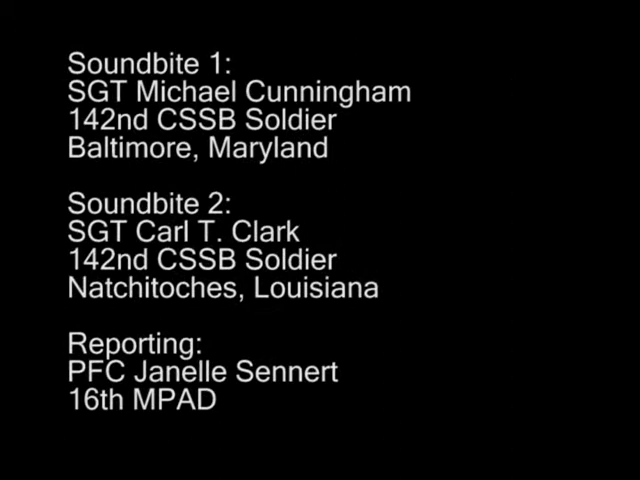 Soundbite 1:
SGT Michael Cunningham
142nd CSSB Soldier
Baltimore, Maryland
Soundbite 2:
SGT Carl T. Clark
142nd CSSB Soldier
Natchitoches, Louisiana
Reporting:
PFC Janelle Sennert
16th MPAD